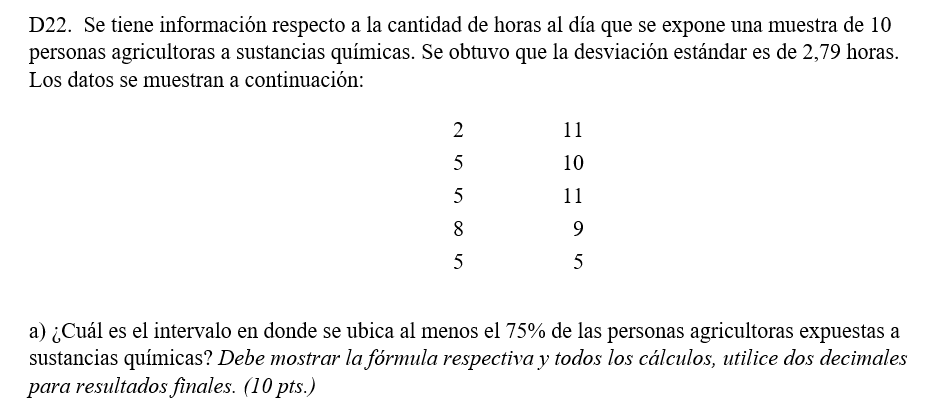 D22. Se tiene información respecto a la cantidad de horas al día que se expone una muestra de 10
personas agricultoras a sustancias químicas. Se obtuvo que la desviación estándar es de 2,79 horas.
Los datos se muestran a continuación:
2 11
5 10
5 11
8 9
5 5
a) ¿Cuál es el intervalo en donde se ubica al menos el 75% de las personas agricultoras expuestas a
sustancias químicas? Debe mostrar la fórmula respectiva y todos los cálculos, utilice dos decimales
para resultados finales. (10 pts.)